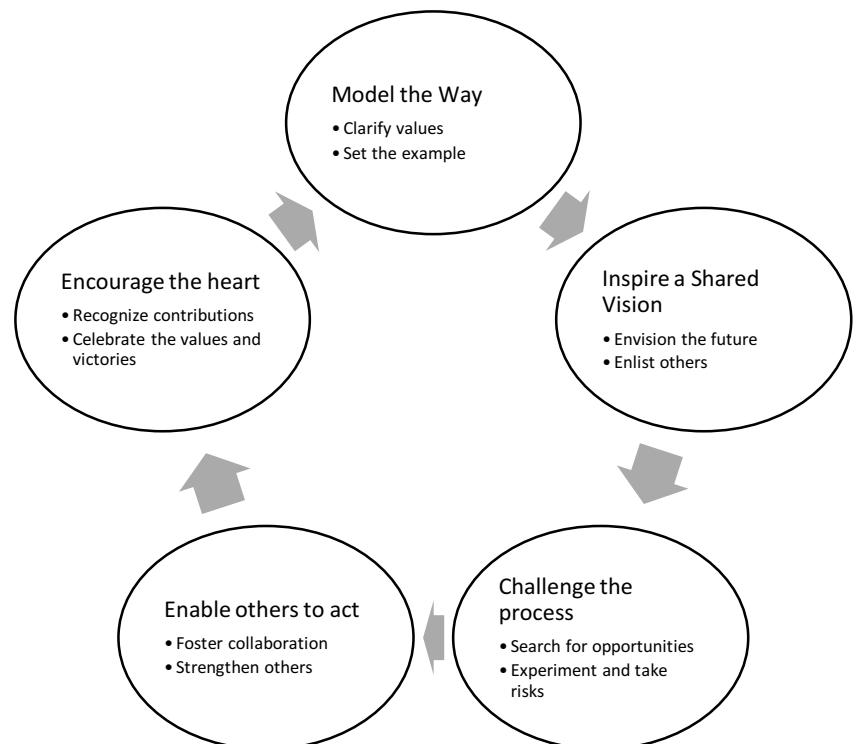 Model the Way
• Clarify values
• Set the example
Inspire a Shared
Vision
• Envision the future
• Enlist others
Challenge the
process
• Search for opportunities
• Experiment and take
risks
Enable others to act
• Foster collaboration
• Strengthen others
Encourage the heart
• Recognize contributions
• Celebrate the values and
victories